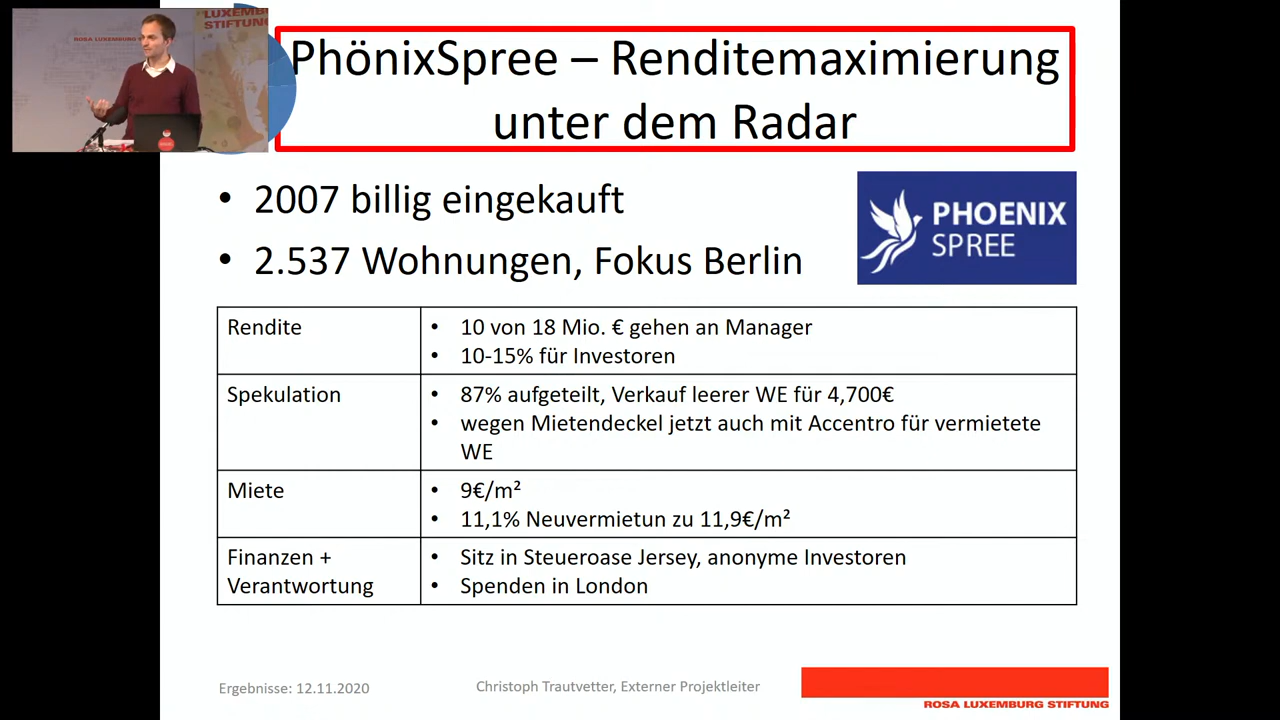 LUXEMBURG
STIFTUNG
ROSA LUXEMBURG
PhönixSpree – Renditemaximierung
unter dem Radar
• 2007 billig eingekauft
• 2.537 Wohnungen, Fokus Berlin
PHOENIX
SPREE
Rendite
• 10 von 18 Mio. € gehen an Manager
• 10-15% für Investoren
Spekulation
• 87% aufgeteilt, Verkauf leerer WE für 4,700€
• wegen Mietendeckel jetzt auch mit Accentro für vermietete
WE
Miete
• 9€/m²
• 11,1% Neuvermietun zu 11,9€/m²
Finanzen +
Verantwortung
• Sitz in Steueroase Jersey, anonyme Investoren
• Spenden in London
Ergebnisse: 12.11.2020
Christoph Trautvetter, Externer Projektleiter
ROSA LUXEMBURG STIFTUNG